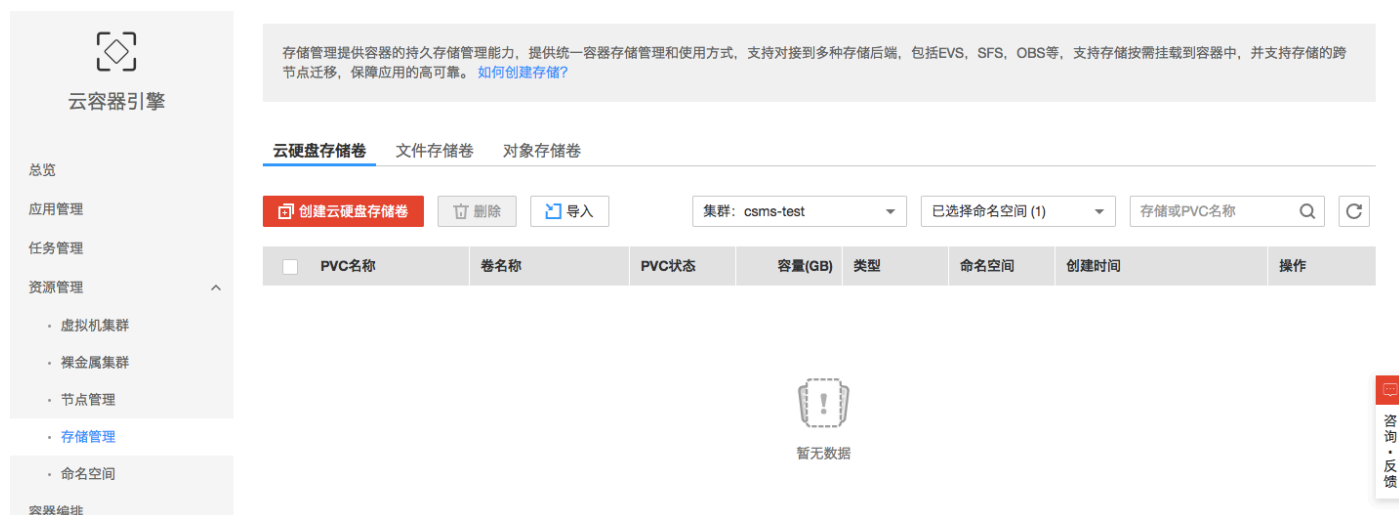 云容器引擎
总览
应用管理
任务管理
资源管理
· 虚拟机集群
· 裸金属集群
· 节点管理
· 存储管理
· 命名空间
容器编排
存储管理提供容器的持久存储管理能力，提供统一容器存储管理和使用方式，支持对接到多种存储后端，包括EVS，SFS，OBS等，支持存储按需挂载到容器中，并支持存储的跨
节点迁移，保障应用的高可靠。 如何创建存储？
云硬盘存储卷 文件存储卷 对象存储卷
创建云硬盘存储卷 删除 导入 集群：csms-test 已选择命名空间 (1) 存储或PVC名称
PVC名称 卷名称 PVC状态 容量(GB) 类型 命名空间 创建时间 操作
暂无数据
咨询·反馈